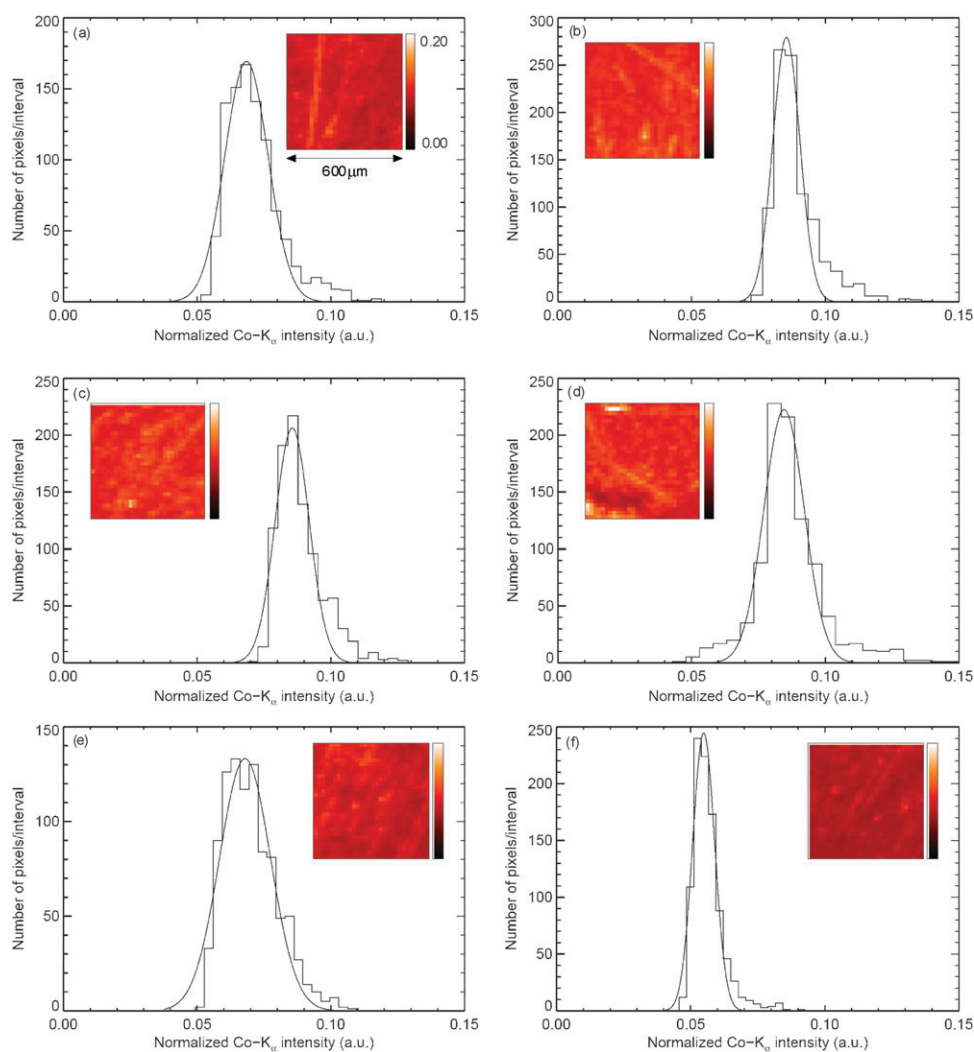 (a)
200
150
100
50
0
Number of pixels/interval
0.20
0.00
600μm
0.00 0.05 0.10 0.15
Normalized Co−Kα intensity (a.u.)
(b)
300
250
200
150
100
50
0
Number of pixels/interval
0.00 0.05 0.10 0.15
Normalized Co−Kα intensity (a.u.)
(c)
250
200
150
100
50
0
Number of pixels/interval
0.00 0.05 0.10 0.15
Normalized Co−Kα intensity (a.u.)
(d)
250
200
150
100
50
0
Number of pixels/interval
0.00 0.05 0.10 0.15
Normalized Co−Kα intensity (a.u.)
(e)
150
100
50
0
Number of pixels/interval
0.00 0.05 0.10 0.15
Normalized Co−Kα intensity (a.u.)
(f)
250
200
150
100
50
0
Number of pixels/interval
0.00 0.05 0.10 0.15
Normalized Co−Kα intensity (a.u.)